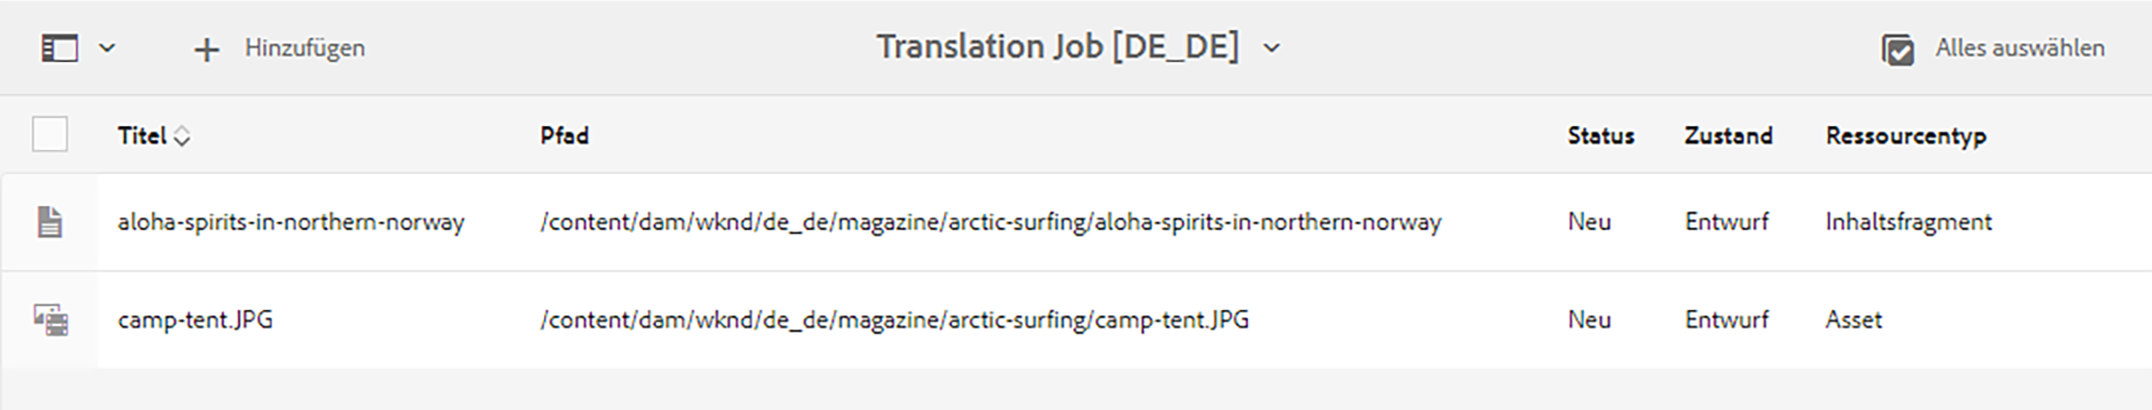 Hinzufügen Translation Job [DE_DE] Alles auswählen
Titel Pfad Status Zustand Ressourcentyp
aloha-spirits-in-northern-norway /content/dam/wknd/de_de/magazine/arctic-surfing/aloha-spirits-in-northern-norway Neu Entwurf Inhaltsfragment
camp-tent.JPG /content/dam/wknd/de_de/magazine/arctic-surfing/camp-tent.JPG Neu Entwurf Asset